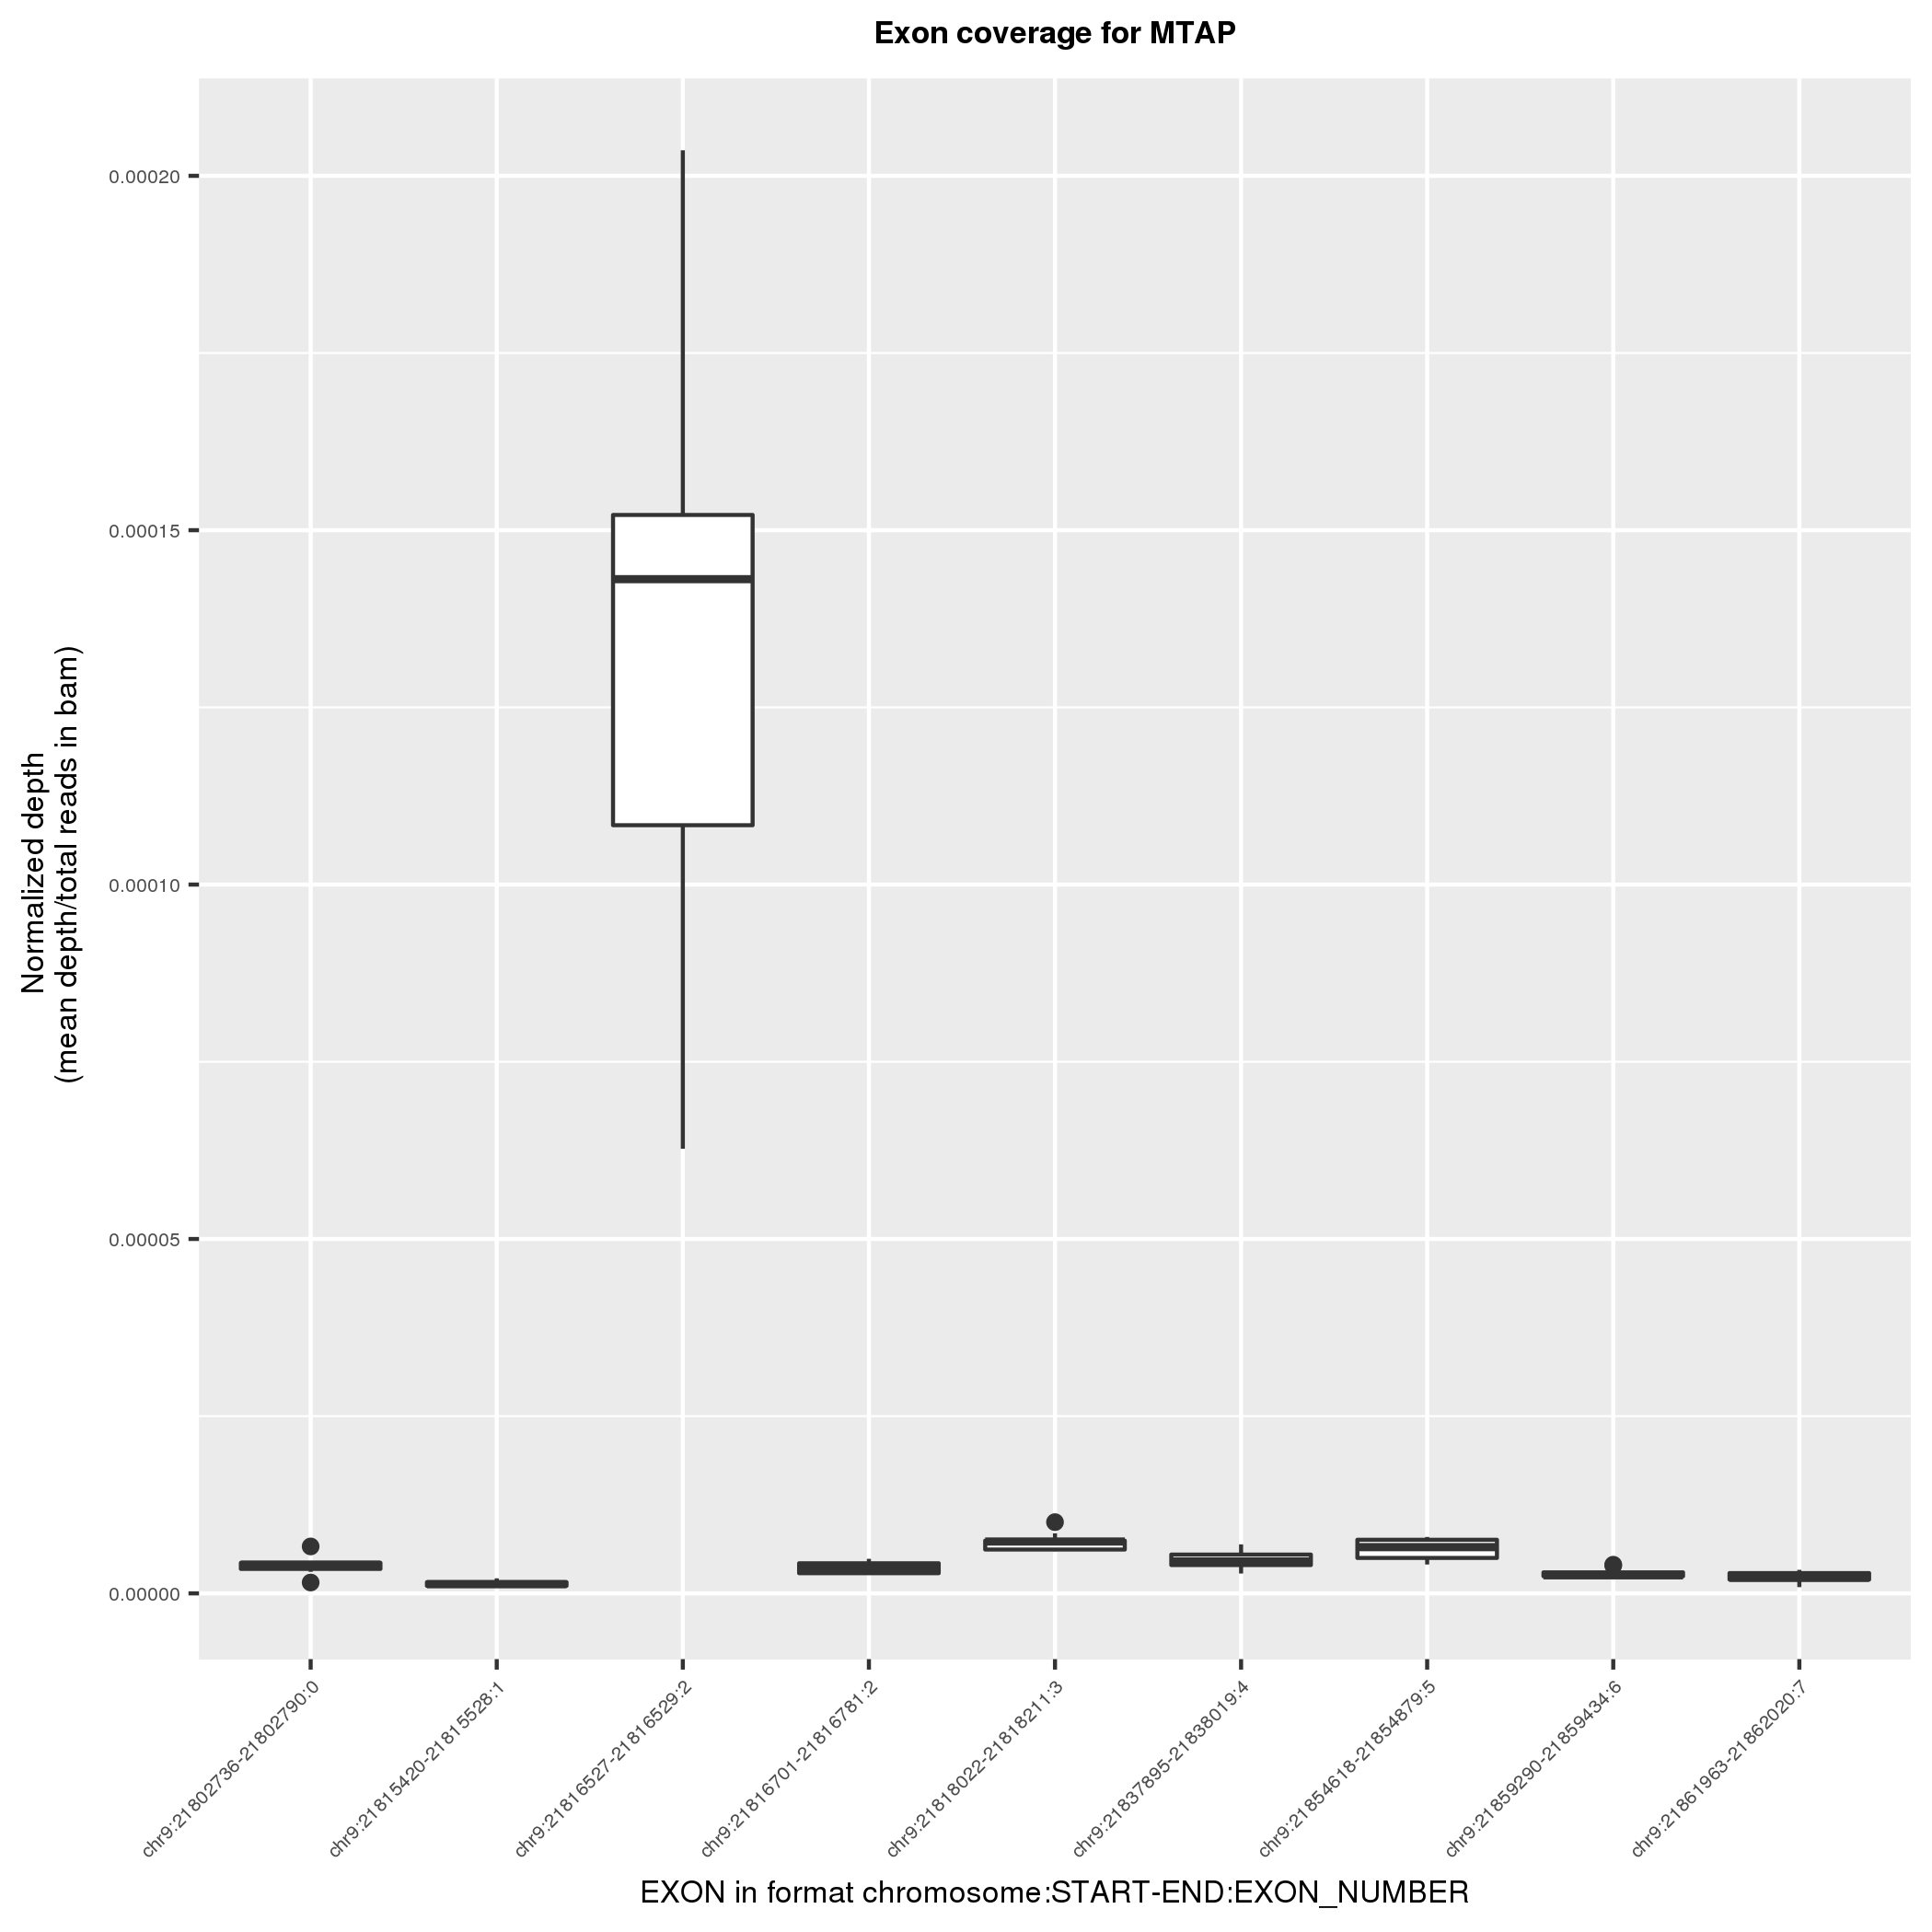 Exon coverage for MTAP
Normalized depth
(mean depth/total reads in bam)
0.00020
0.00015
0.00010
0.00005
0.00000
chr9:21802736-21802790:0
chr9:21815420-21815528:1
chr9:21816527-21816529:2
chr9:21816701-21816781:2
chr9:21818022-21818211:3
chr9:21837895-21838019:4
chr9:21854618-21854879:5
chr9:21859290-21859434:6
chr9:21861963-21862020:7
EXON in format chromosome:START-END:EXON_NUMBER